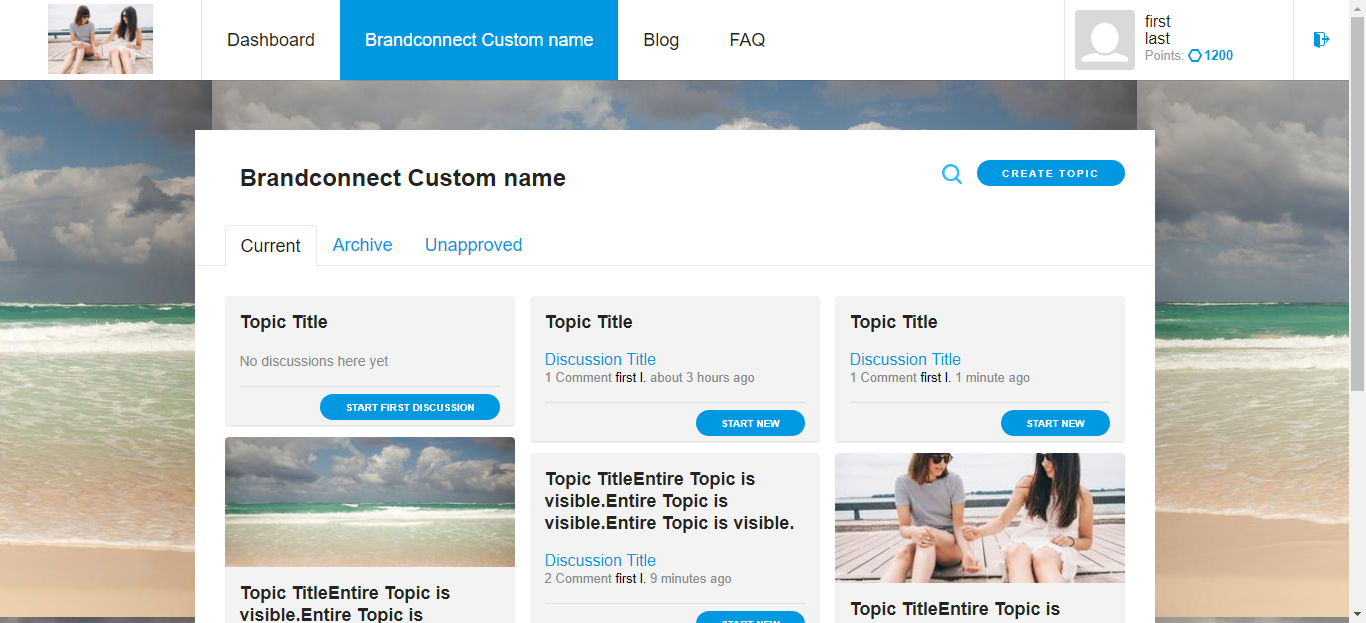 Dashboard
Brandconnect Custom name
Blog
FAQ
first
last
Points: 1200
Brandconnect Custom name
CREATE TOPIC
Current
Archive
Unapproved
Topic Title
No discussions here yet
START FIRST DISCUSSION
Topic TitleEntire Topic is
visible.Entire Topic is
Topic Title
Discussion Title
1 Comment first l. about 3 hours ago
START NEW
Topic TitleEntire Topic is
visible.Entire Topic is
visible.Entire Topic is visible.
Discussion Title
2 Comment first l. 9 minutes ago
START NEW
Topic Title
Discussion Title
1 Comment first l. 1 minute ago
START NEW
Topic TitleEntire Topic is